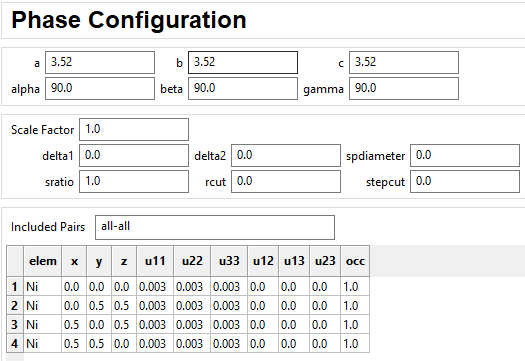 Phase Configuration
a 3.52 b 3.52 c 3.52
alpha 90.0 beta 90.0 gamma 90.0
Scale Factor 1.0
delta1 0.0 delta2 0.0 spdiameter 0.0
sratio 1.0 rcut 0.0 stepcut 0.0
Included Pairs all-all
elem x y z u11 u22 u33 u12 u13 u23 occ
1 Ni 0.0 0.0 0.0 0.003 0.003 0.003 0.0 0.0 0.0 1.0
2 Ni 0.0 0.5 0.5 0.003 0.003 0.003 0.0 0.0 0.0 1.0
3 Ni 0.5 0.0 0.5 0.003 0.003 0.003 0.0 0.0 0.0 1.0
4 Ni 0.5 0.5 0.0 0.003 0.003 0.003 0.0 0.0 0.0 1.0